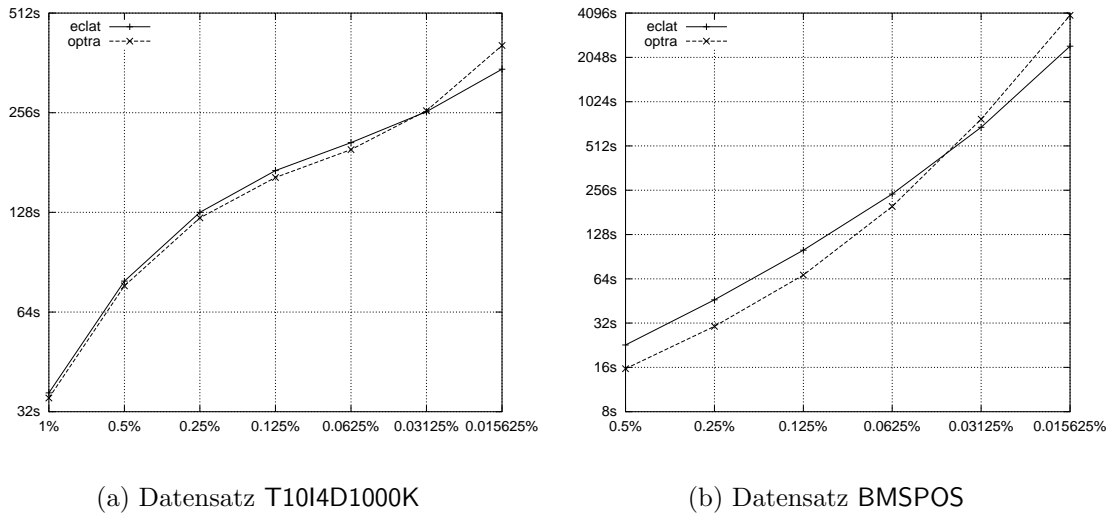 512s
256s
128s
64s
32s
1%
0.5%
0.25%
0.125%
0.0625%
0.03125%
0.015625%
eclat
optra
(a) Datensatz T10I4D1000K
4096s
2048s
1024s
512s
256s
128s
64s
32s
16s
8s
0.5%
0.25%
0.125%
0.0625%
0.03125%
0.015625%
eclat
optra
(b) Datensatz BMSPOS